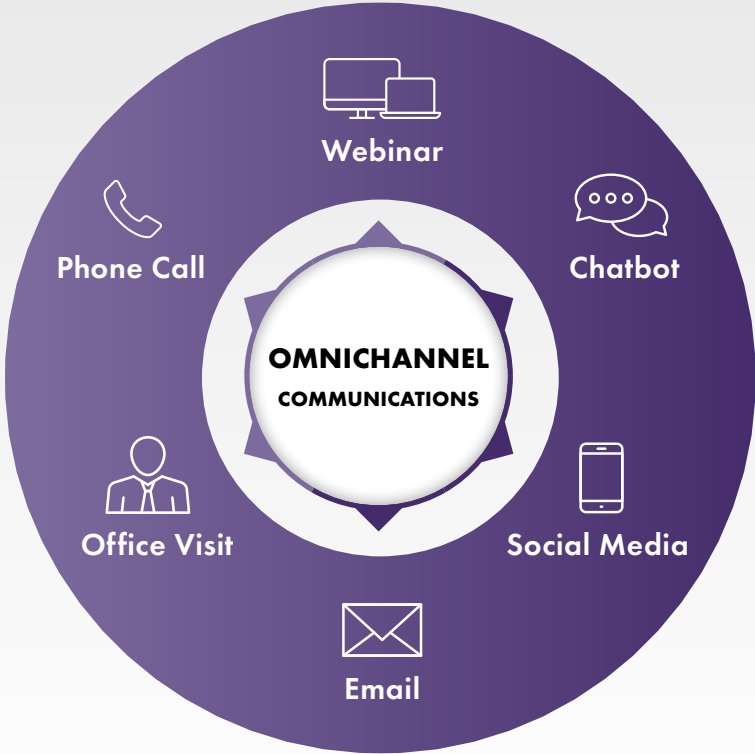 Webinar
Phone Call
Chatbot
OMNICHANNEL
COMMUNICATIONS
Office Visit
Social Media
Email